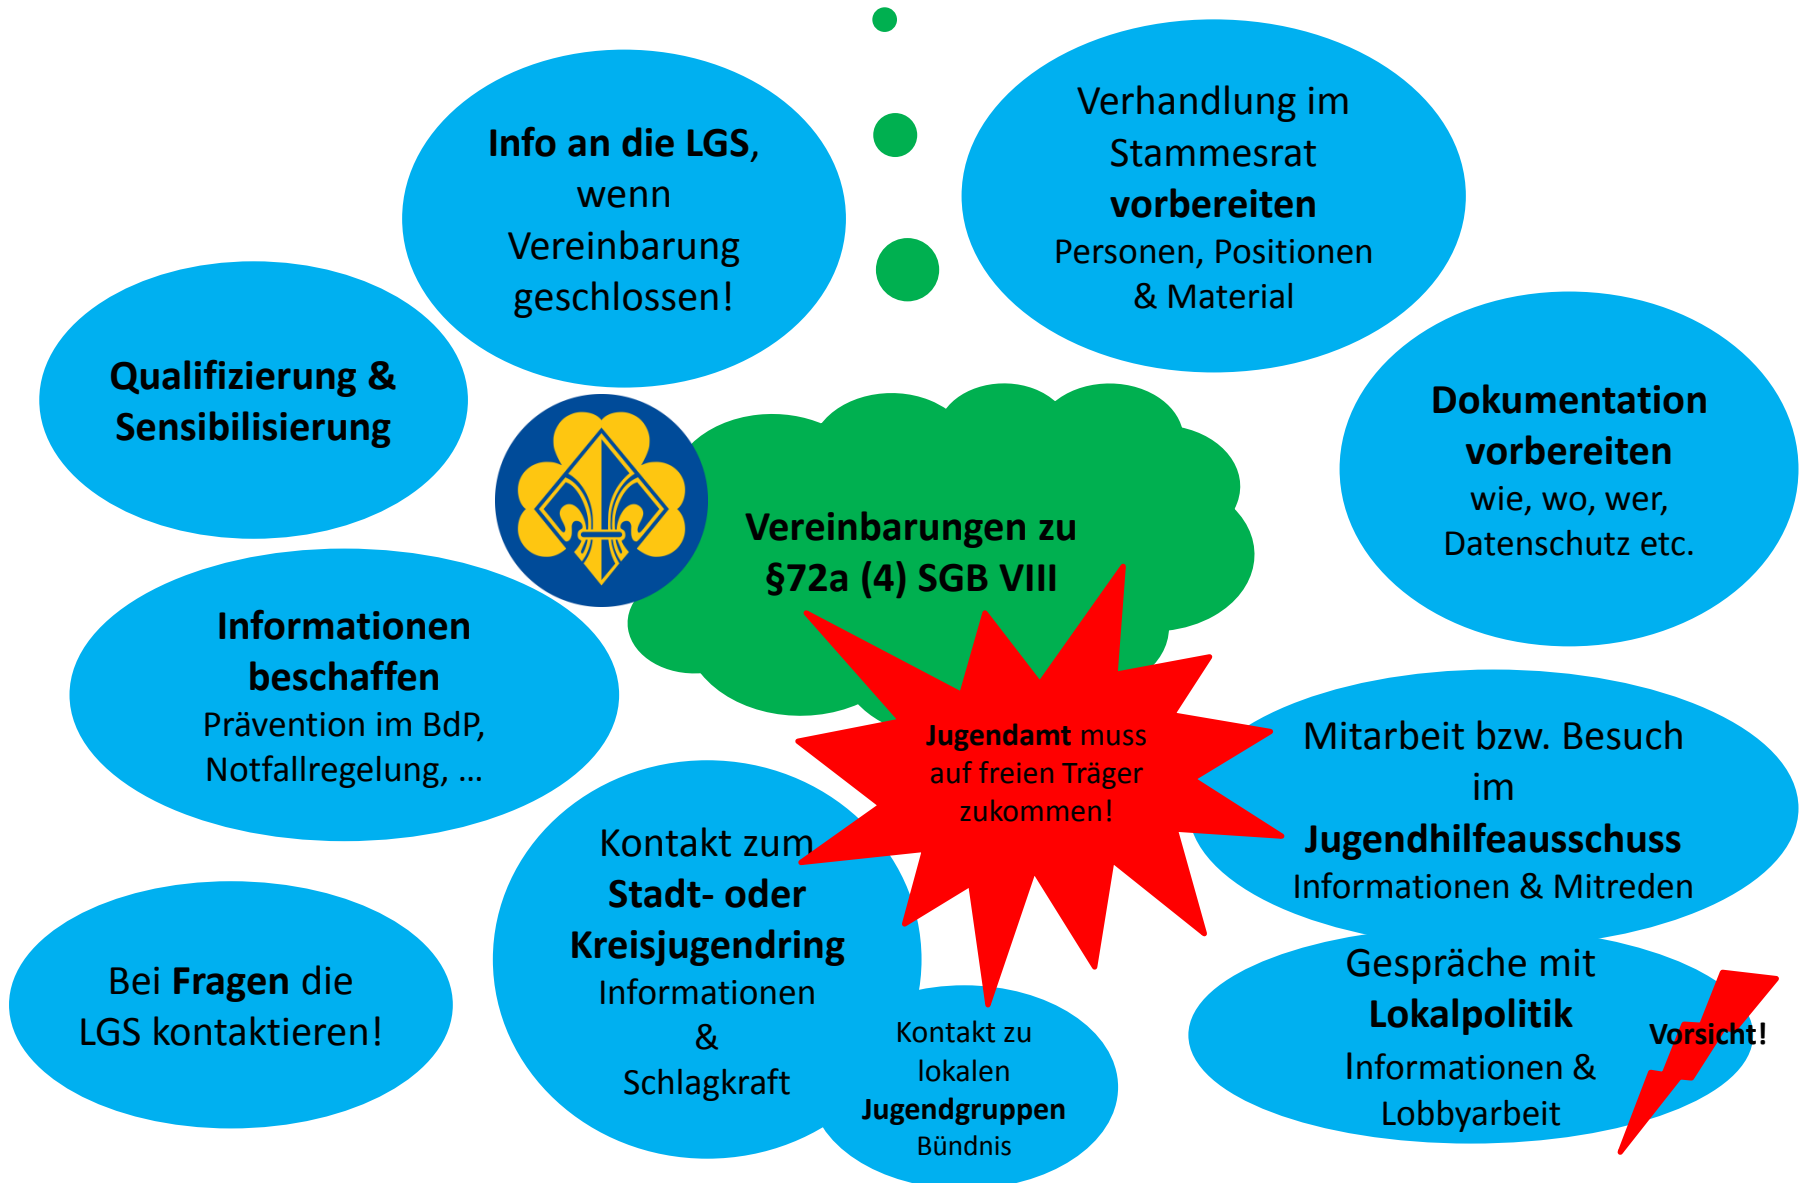 Info an die LGS,
wenn
Vereinbarung
geschlossen!
Verhandlung im
Stammesrat
vorbereiten
Personen, Positionen
& Material
Qualifizierung &
Sensibilisierung
Dokumentation
vorbereiten
wie, wo, wer,
Datenschutz etc.
Vereinbarungen zu
§72a (4) SGB VIII
Informationen
beschaffen
Prävention im BdP,
Notfallregelung, ...
Jugendamt muss
auf freien Träger
zukommen!
Mitarbeit bzw. Besuch
im
Jugendhilfeausschuss
Informationen & Mitreden
Kontakt zum
Stadt- oder
Kreisjugendring
Informationen
&
Schlagkraft
Bei Fragen die
LGS kontaktieren!
Kontakt zu
lokalen
Jugendgruppen
Bündnis
Gespräche mit
Lokalpolitik
Informationen &
Lobbyarbeit
Vorsicht!